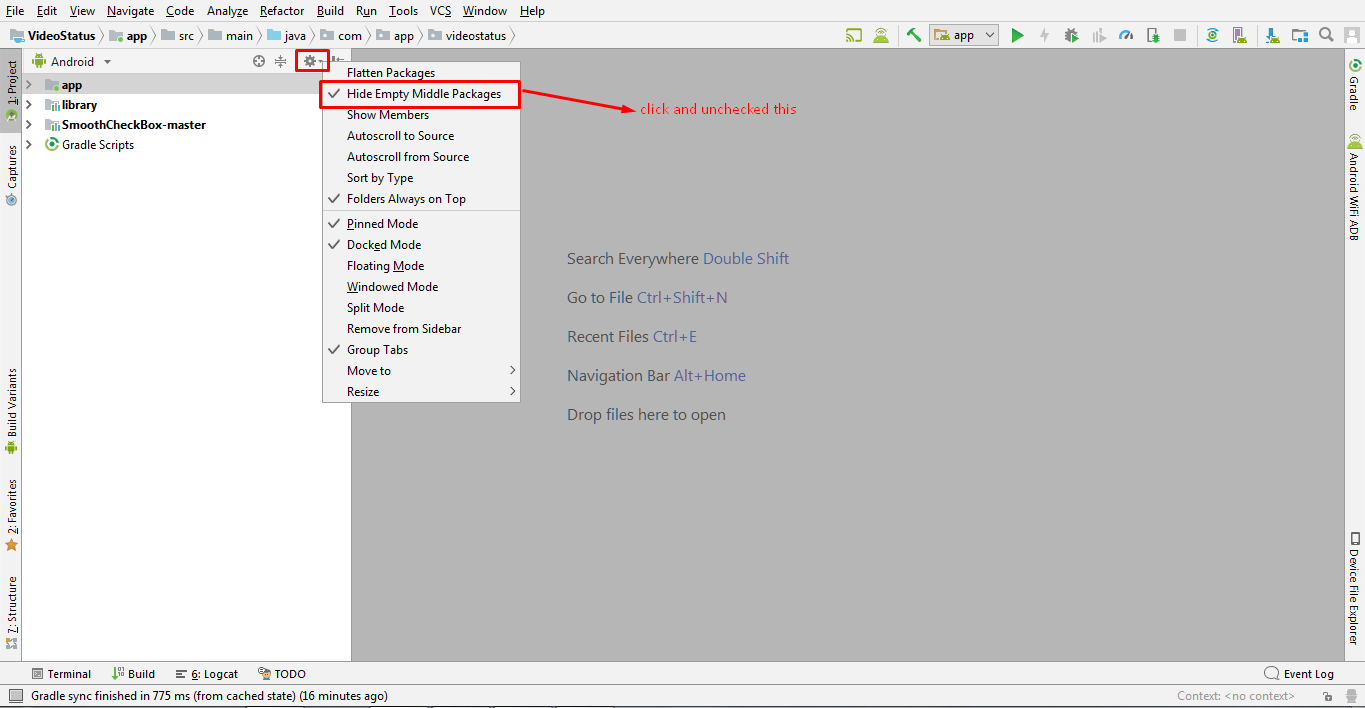 File Edit View Navigate Code Analyze Refactor Build Run Tools VCS Window Help
VideoStatus app src main java com app videostatus app
Android
app
library
SmoothCheckBox-master
Gradle Scripts
Flatten Packages
Hide Empty Middle Packages
click and unchecked this
Show Members
Autoscroll to Source
Autoscroll from Source
Sort by Type
Folders Always on Top
Pinned Mode
Docked Mode
Floating Mode
Windowed Mode
Split Mode
Remove from Sidebar
Group Tabs
Move to
Resize
Search Everywhere Double Shift
Go to File Ctrl+Shift+N
Recent Files Ctrl+E
Navigation Bar Alt+Home
Drop files here to open
1: Project
Captures
Build Variants
2: Favorites
7: Structure
Gradle
Android WiFi ADB
Device File Explorer
Terminal Build 6: Logcat TODO Event Log
Gradle sync finished in 775 ms (from cached state) (16 minutes ago) Context: <no context>